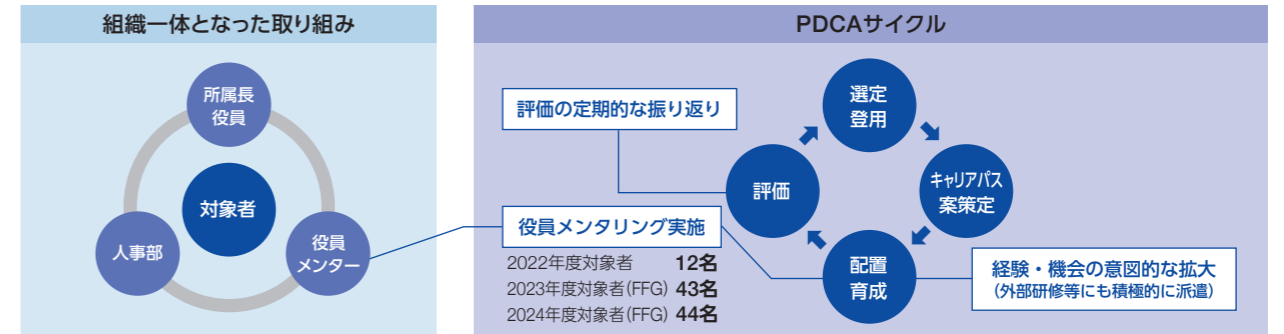 組織一体となった取り組み
所属長
役員
対象者
人事部
役員
メンター
PDCAサイクル
評価の定期的な振り返り
選定
登用
評価
キャリアパス
案策定
役員メンタリング実施
2022年度対象者 12名
2023年度対象者(FFG) 43名
2024年度対象者(FFG) 44名
配置
育成
経験・機会の意図的な拡大
(外部研修等にも積極的に派遣)